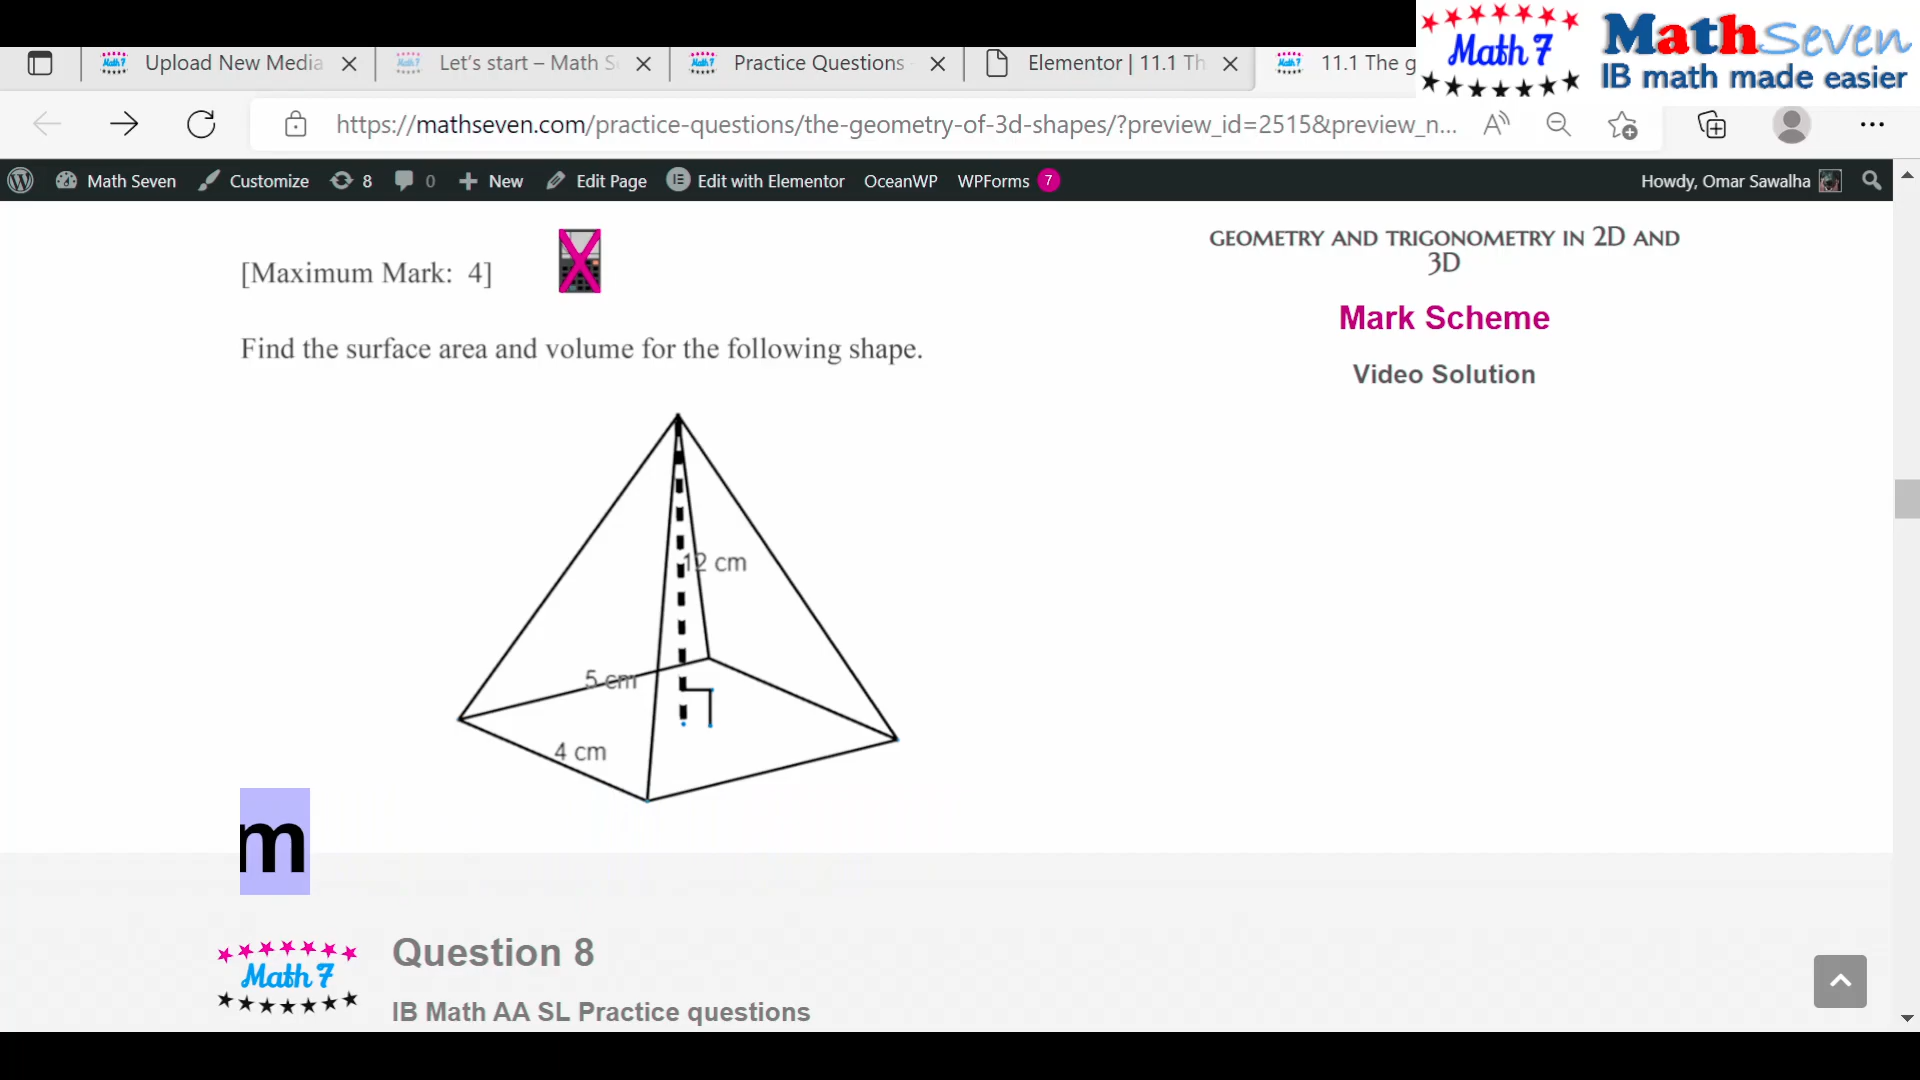 Math 7
MathSeven
IB math made easier
Upload New Media
Let's start – Math S
Practice Questions
Elementor | 11.1 Th
11.1 The g
https://mathseven.com/practice-questions/the-geometry-of-3d-shapes/?preview_id=2515&preview_n...
Math Seven
Customize
8
0
New
Edit Page
Edit with Elementor
OceanWP
WPForms 7
Howdy, Omar Sawalha
[Maximum Mark: 4]
GEOMETRY AND TRIGONOMETRY IN 2D AND
3D
Mark Scheme
Find the surface area and volume for the following shape.
Video Solution
12 cm
5 cm
4 cm
m
Math 7
Question 8
IB Math AA SL Practice questions